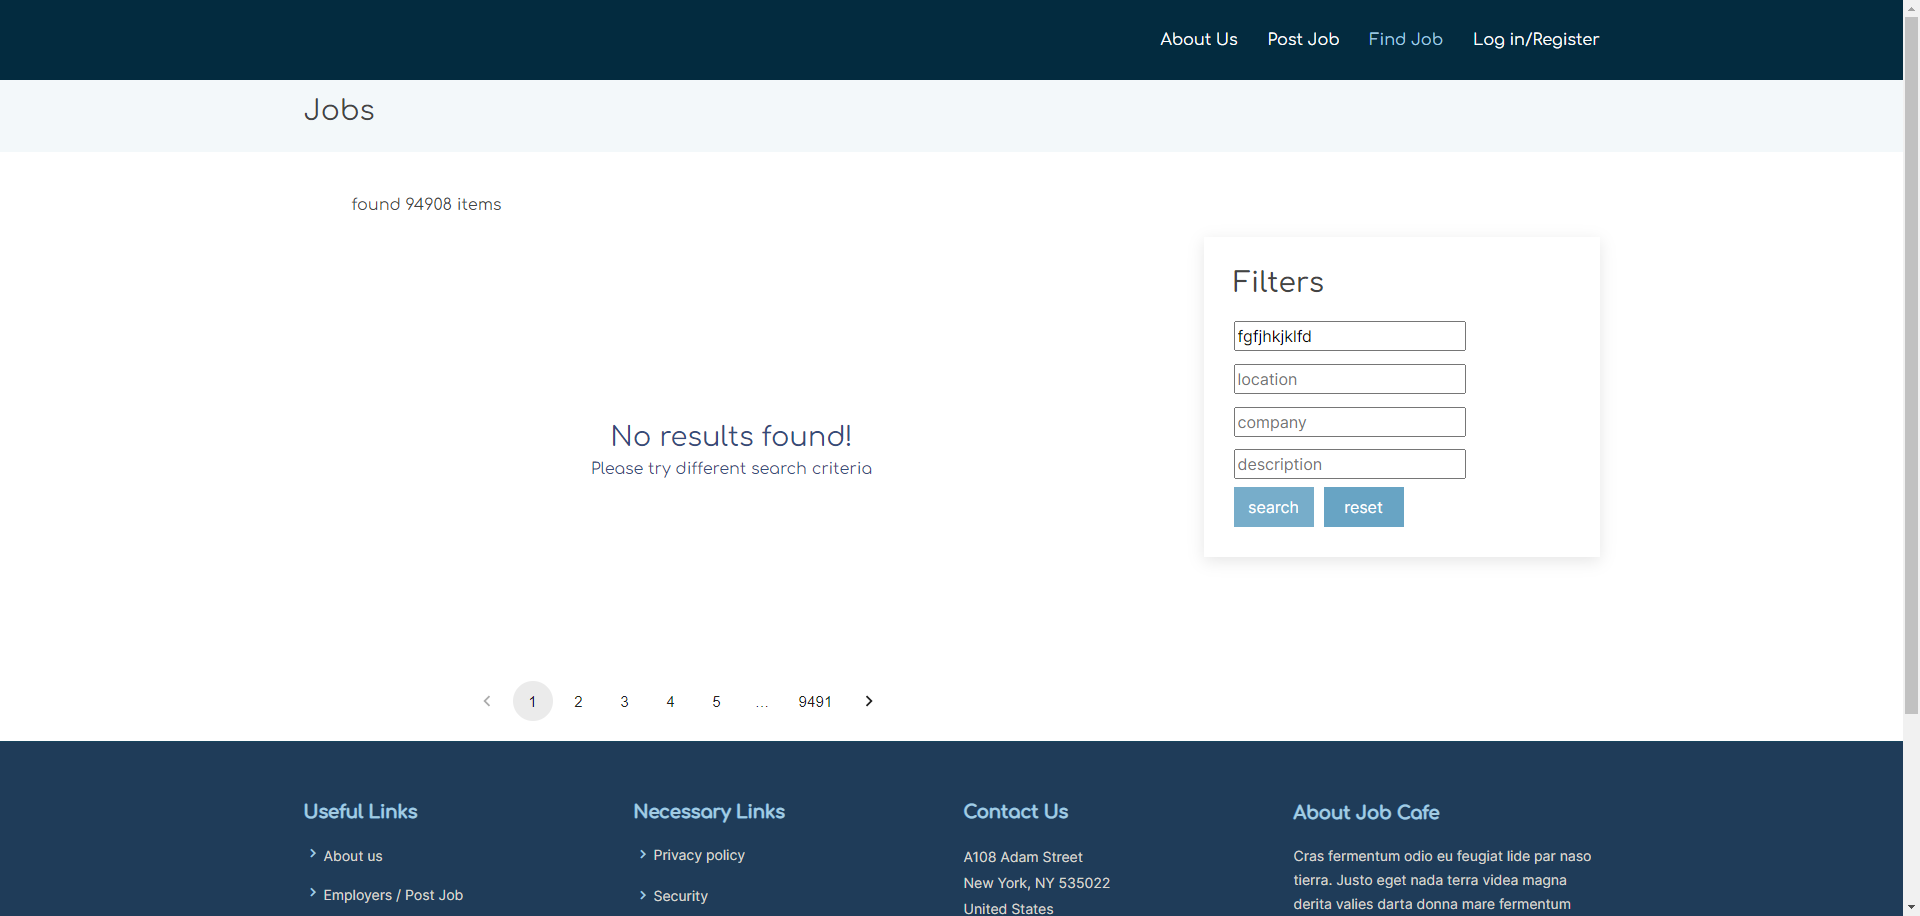 About Us Post Job Find Job Log in/Register
Jobs
found 94908 items
No results found!
Please try different search criteria
Filters
fgfjhkjklfd
location
company
description
search reset
1 2 3 4 5 ... 9491
Useful Links
About us
Employers / Post Job
Necessary Links
Privacy policy
Security
Contact Us
A108 Adam Street
New York, NY 535022
United States
About Job Cafe
Cras fermentum odio eu feugiat lide par naso
tierra. Justo eget nada terra videa magna
derita valies darta donna mare fermentum